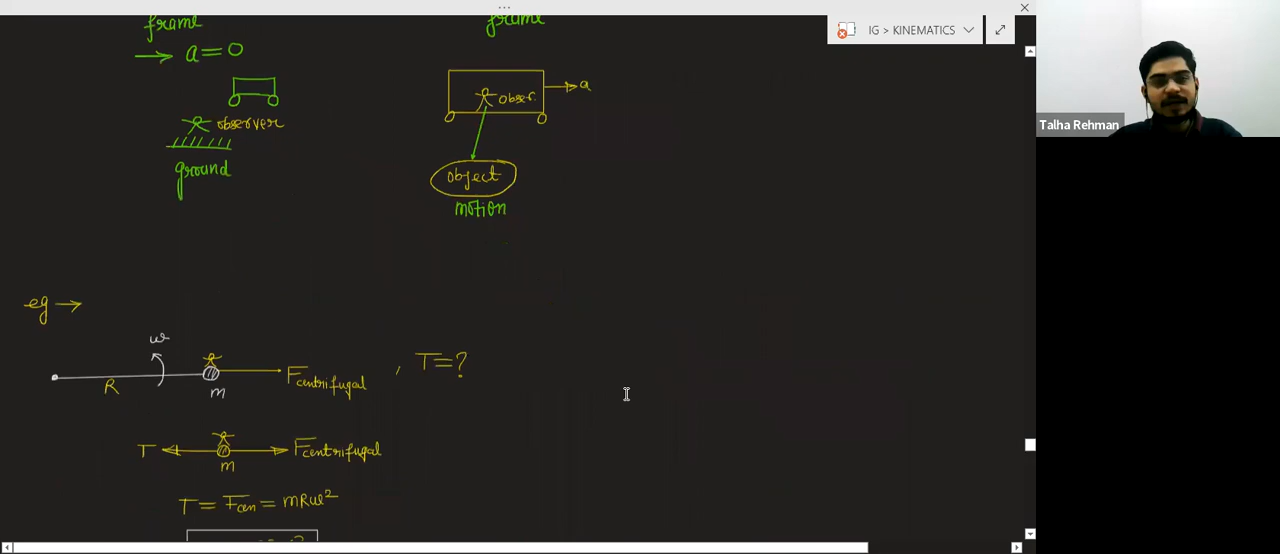 frame
→ a=0
observer
ground
frame
obser.
→ a
object
motion
IG > KINEMATICS
Talha Rehman
eg →
ω
R
m
Fcentrifugal , T=?
T
Fcentrifugal
m
T = Fcen = mRω²